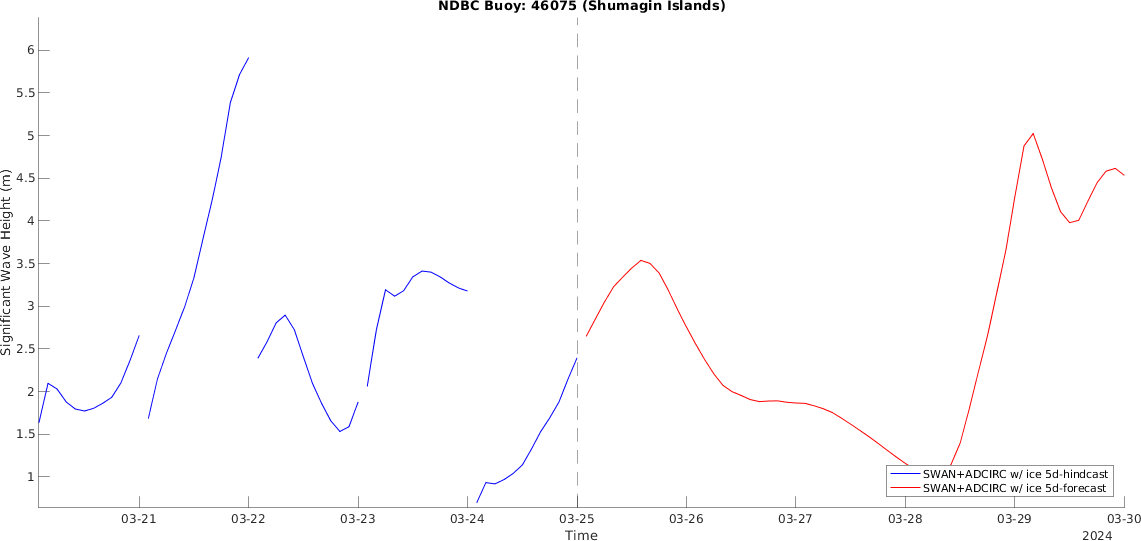 NDBC Buoy: 46075 (Shumagin Islands)
Significant Wave Height (m)
6
5.5
5
4.5
4
3.5
3
2.5
2
1.5
1
SWAN+ADCIRC w/ ice 5d-hindcast
SWAN+ADCIRC w/ ice 5d-forecast
03-21 03-22 03-23 03-24 03-25 03-26 03-27 03-28 03-29 03-30
Time
2024